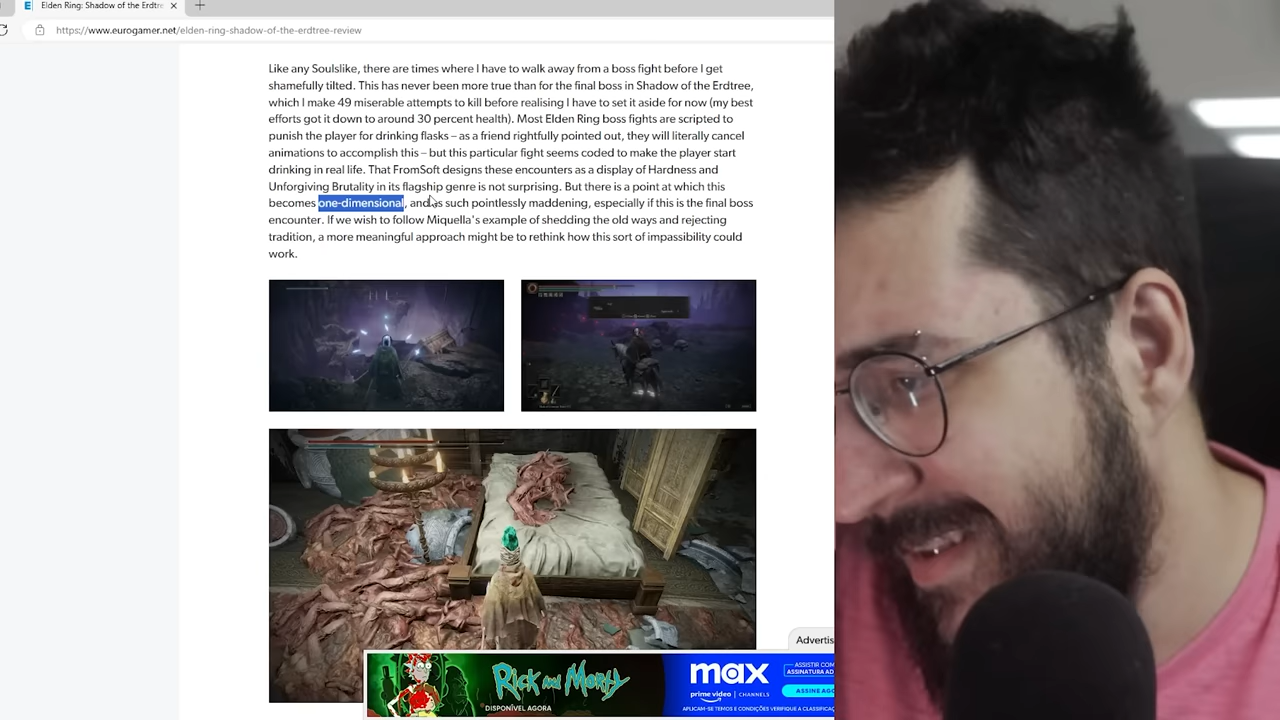 Elden Ring: Shadow of the Erdtre
https://www.eurogamer.net/elden-ring-shadow-of-the-erdtree-review
Like any Soulslike, there are times where I have to walk away from a boss fight before I get
shamefully tilted. This has never been more true than for the final boss in Shadow of the Erdtree,
which I make 49 miserable attempts to kill before realising I have to set it aside for now (my best
efforts got it down to around 30 percent health). Most Elden Ring boss fights are scripted to
punish the player for drinking flasks – as a friend rightfully pointed out, they will literally cancel
animations to accomplish this – but this particular fight seems coded to make the player start
drinking in real life. That FromSoft designs these encounters as a display of Hardness and
Unforgiving Brutality in its flagship genre is not surprising. But there is a point at which this
becomes one-dimensional, and as such pointlessly maddening, especially if this is the final boss
encounter. If we wish to follow Miquella's example of shedding the old ways and rejecting
tradition, a more meaningful approach might be to rethink how this sort of impassibility could
work.
Advertis
Rick and Morty
DISPONÍVEL AGORA
max
prime video | CHANNELS
ASSISTIR COM
ASSINATURA AD
ASSINE AGO
APLICAM-SE TEMOS E CONDIÇÕES VERIFIQUE A CLASSIFICAÇ